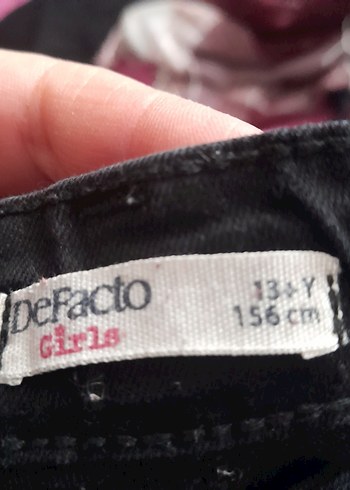 DeFacto
Girls
13+Y
156 cm